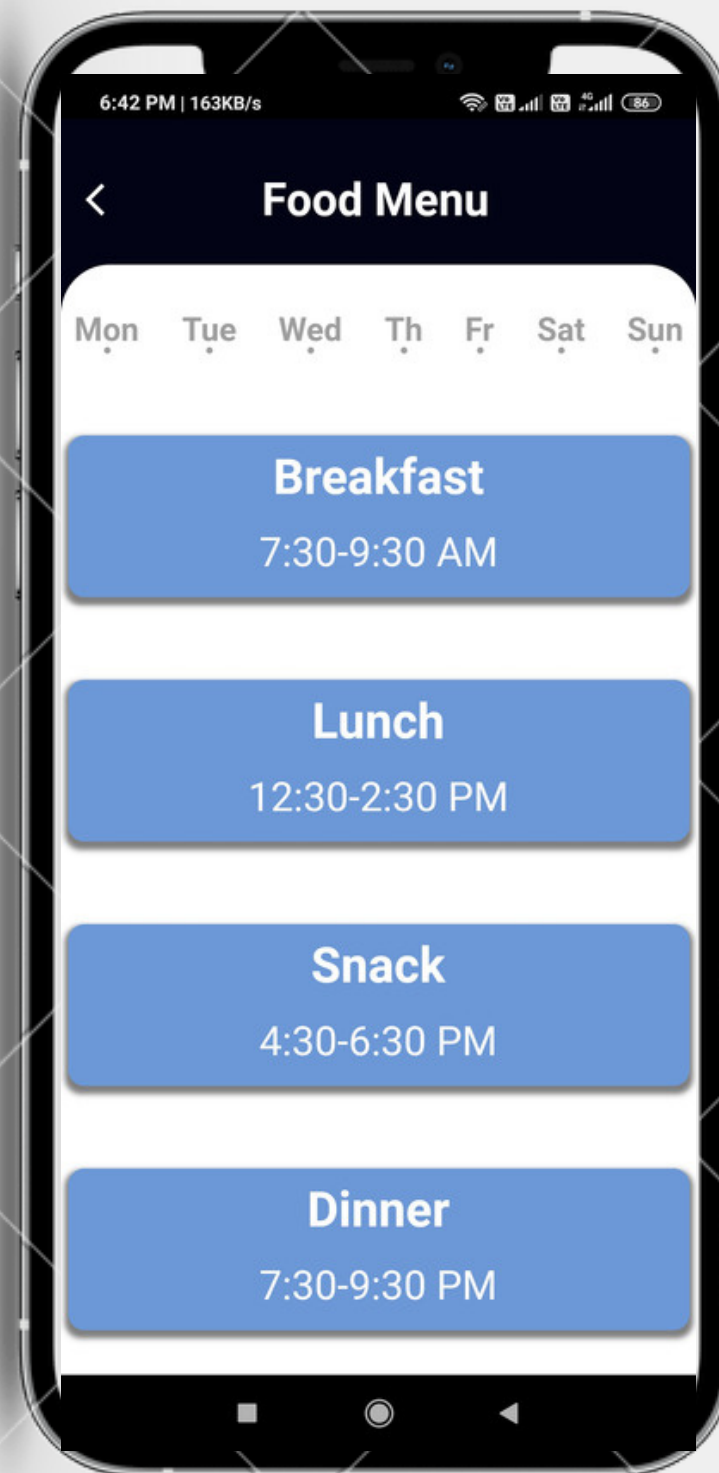 6:42 PM | 163KB/s 4G 86
Food Menu
Mon Tue Wed Th Fr Sat Sun
Breakfast
7:30-9:30 AM
Lunch
12:30-2:30 PM
Snack
4:30-6:30 PM
Dinner
7:30-9:30 PM